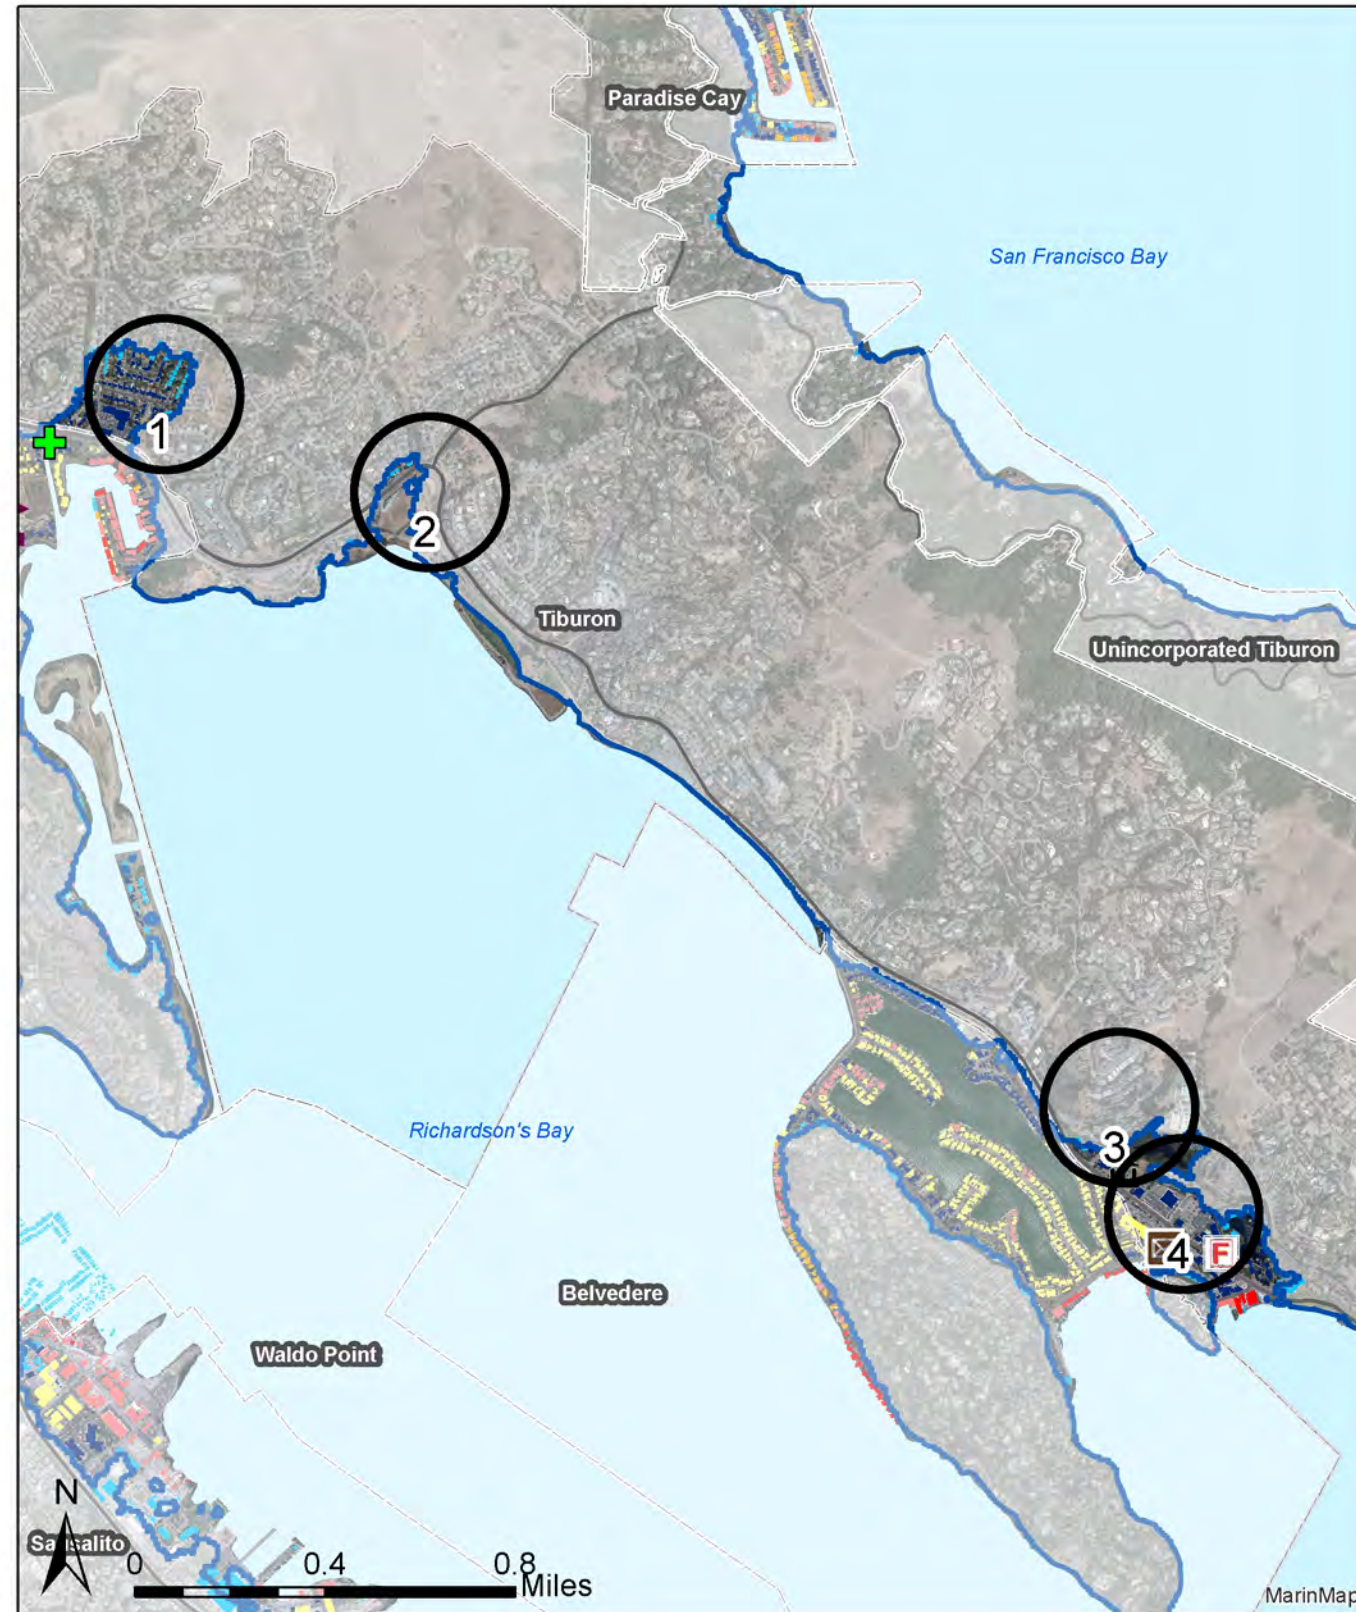 Paradise Cay
San Francisco Bay
1
2
Tiburon
Unincorporated Tiburon
Richardson's Bay
3
4
F
Belvedere
Waldo Point
N
Sausalito
0 0.4 0.8
Miles
MarinMap